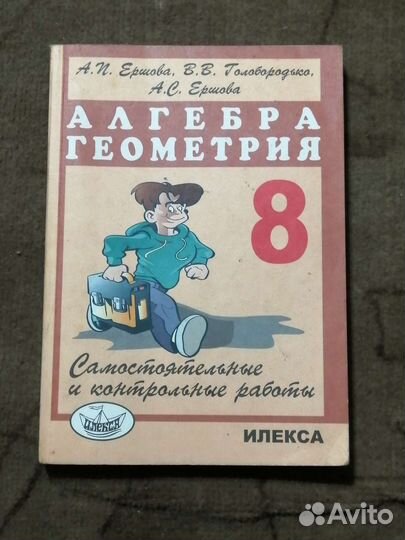 А.П. Ершова, В.В. Голобородько,
А.С. Ершова
АЛГЕБРА
ГЕОМЕТРИЯ
8
Самостоятельные
и контрольные работы
ИЛЕКСА
ИЛЕКСА
Avito